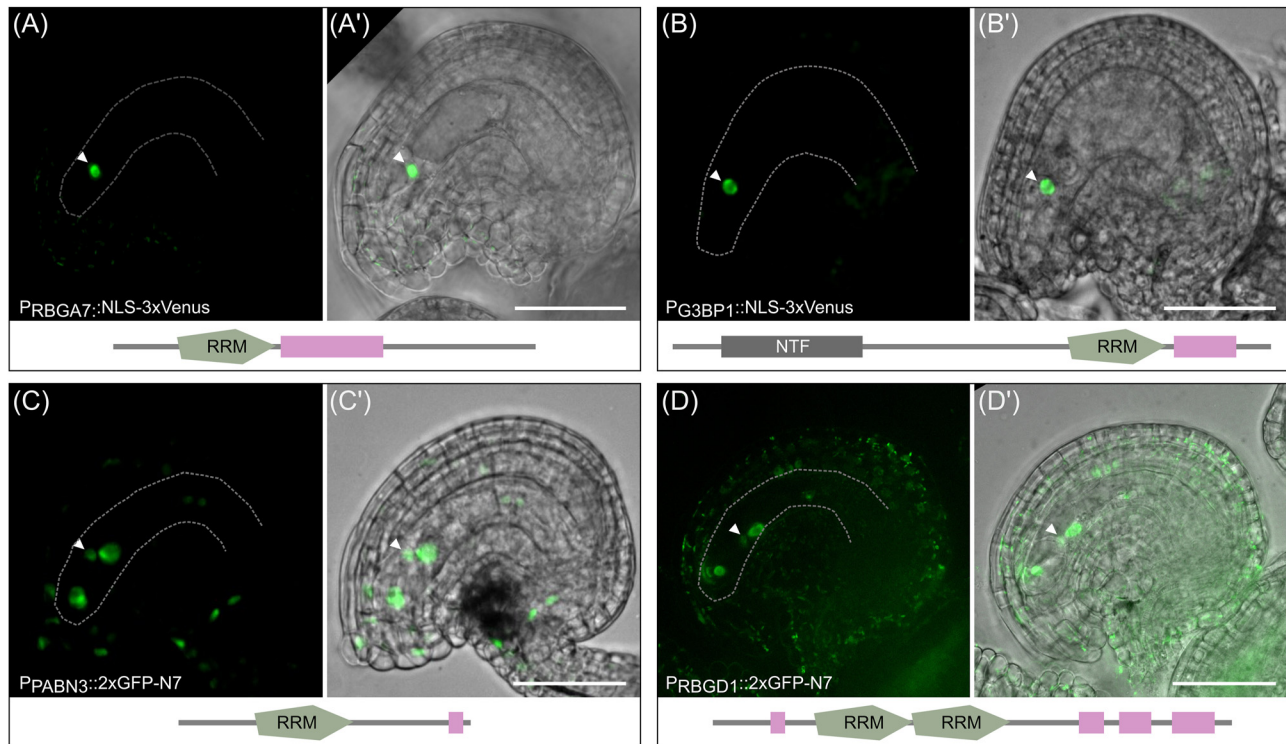 (A)
(A')
PRBGA7::NLS-3xVenus
RRM
(B)
(B')
PG3BP1::NLS-3xVenus
NTF
RRM
(C)
(C')
PPABN3::2xGFP-N7
RRM
(D)
(D')
PRBGD1::2xGFP-N7
RRM
RRM